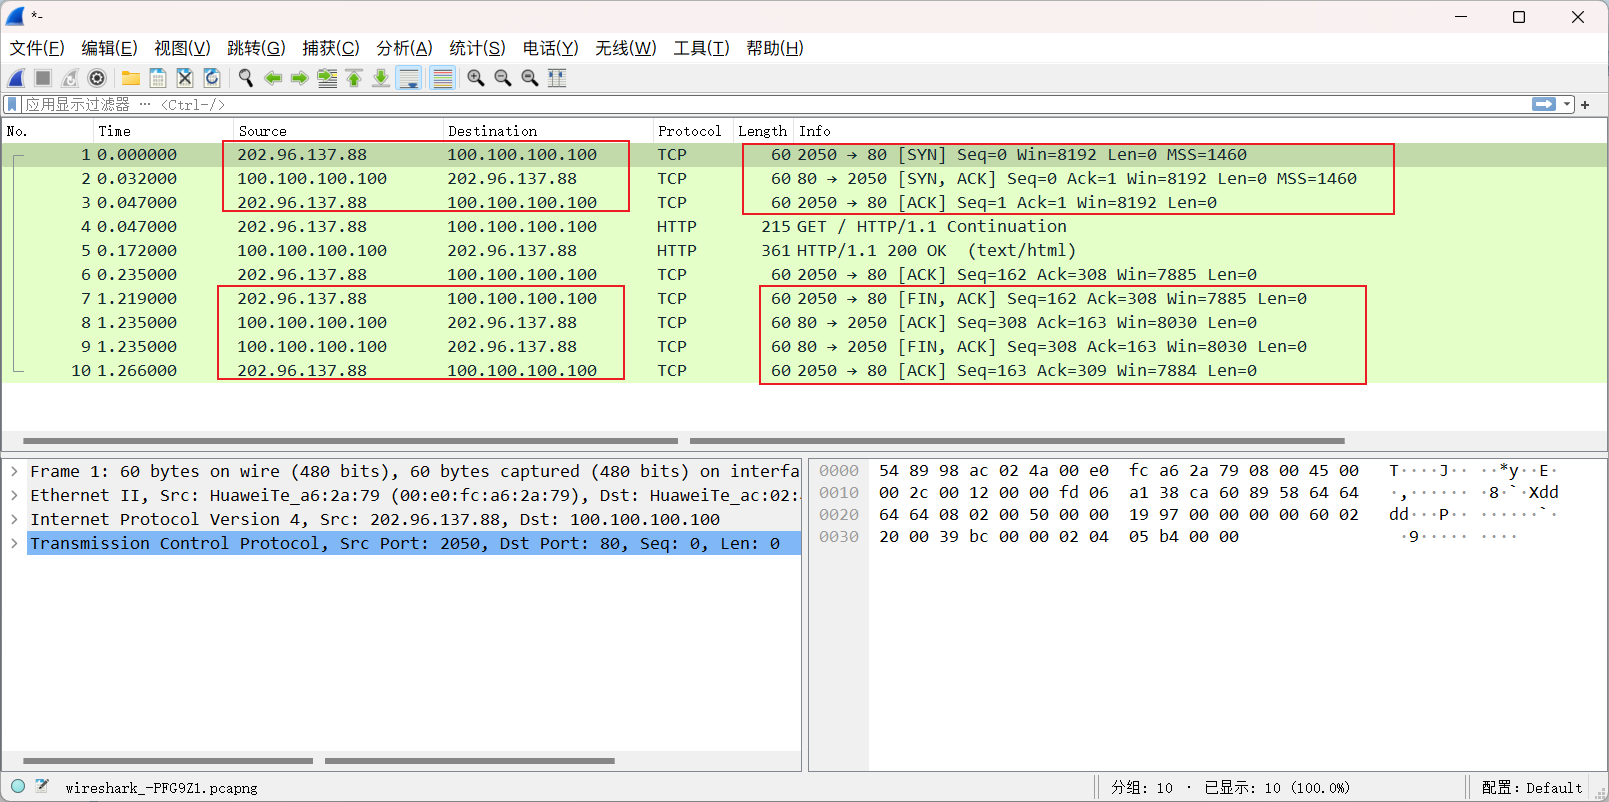 *-
文件(F) 编辑(E) 视图(V) 跳转(G) 捕获(C) 分析(A) 统计(S) 电话(Y) 无线(W) 工具(T) 帮助(H)
应用显示过滤器 … <Ctrl-/>
No. Time Source Destination Protocol Length Info
1 0.000000 202.96.137.88 100.100.100.100 TCP 60 2050 → 80 [SYN] Seq=0 Win=8192 Len=0 MSS=1460
2 0.032000 100.100.100.100 202.96.137.88 TCP 60 80 → 2050 [SYN, ACK] Seq=0 Ack=1 Win=8192 Len=0 MSS=1460
3 0.047000 202.96.137.88 100.100.100.100 TCP 60 2050 → 80 [ACK] Seq=1 Ack=1 Win=8192 Len=0
4 0.047000 202.96.137.88 100.100.100.100 HTTP 215 GET / HTTP/1.1 Continuation
5 0.172000 100.100.100.100 202.96.137.88 HTTP 361 HTTP/1.1 200 OK (text/html)
6 0.235000 202.96.137.88 100.100.100.100 TCP 60 2050 → 80 [ACK] Seq=162 Ack=308 Win=7885 Len=0
7 1.219000 202.96.137.88 100.100.100.100 TCP 60 2050 → 80 [FIN, ACK] Seq=162 Ack=308 Win=7885 Len=0
8 1.235000 100.100.100.100 202.96.137.88 TCP 60 80 → 2050 [ACK] Seq=308 Ack=163 Win=8030 Len=0
9 1.235000 100.100.100.100 202.96.137.88 TCP 60 80 → 2050 [FIN, ACK] Seq=308 Ack=163 Win=8030 Len=0
10 1.266000 202.96.137.88 100.100.100.100 TCP 60 2050 → 80 [ACK] Seq=163 Ack=309 Win=7884 Len=0
Frame 1: 60 bytes on wire (480 bits), 60 bytes captured (480 bits) on interfa
Ethernet II, Src: HuaweiTe_a6:2a:79 (00:e0:fc:a6:2a:79), Dst: HuaweiTe_ac:02:
Internet Protocol Version 4, Src: 202.96.137.88, Dst: 100.100.100.100
Transmission Control Protocol, Src Port: 2050, Dst Port: 80, Seq: 0, Len: 0
0000 54 89 98 ac 02 4a 00 e0 fc a6 2a 79 08 00 45 00 T····J·· ··*y··E·
0010 00 2c 00 12 00 00 fd 06 a1 38 ca 60 89 58 64 64 ·,······ ·8·`·Xdd
0020 64 64 08 02 00 50 00 00 19 97 00 00 00 00 60 02 dd···P·· ······`·
0030 20 00 39 bc 00 00 02 04 05 b4 00 00 ·9····· ····
wireshark_-PFG9Z1.pcapng
分组: 10 · 已显示: 10 (100.0%)
配置: Default